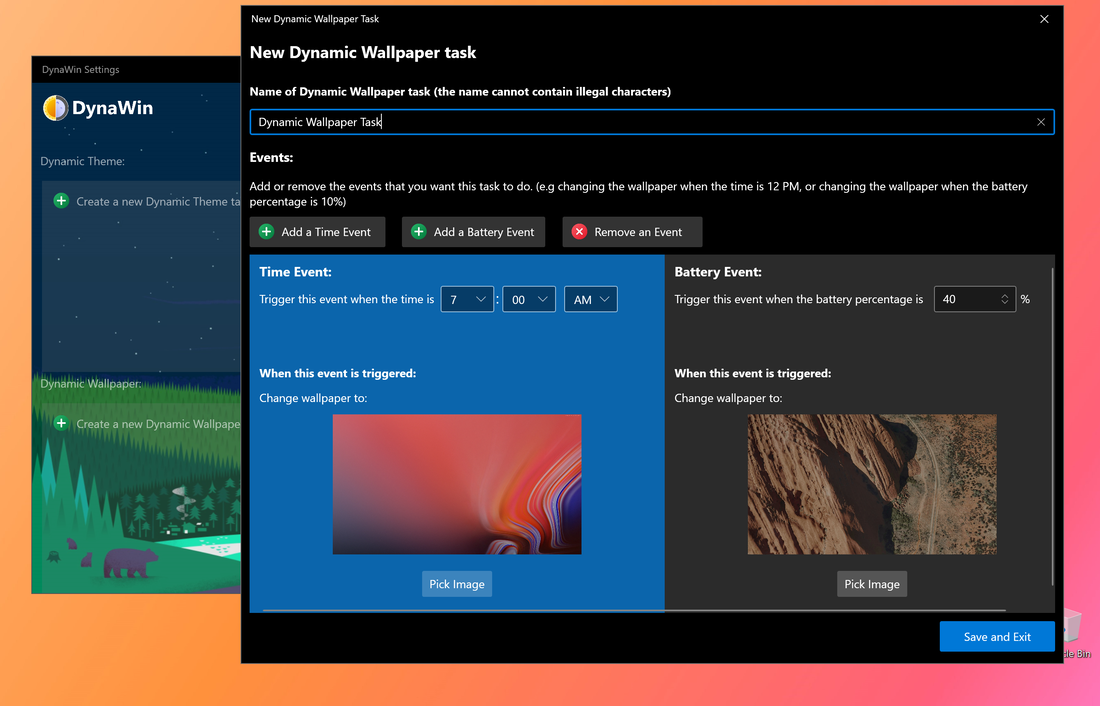 New Dynamic Wallpaper Task
New Dynamic Wallpaper task
Name of Dynamic Wallpaper task (the name cannot contain illegal characters)
Dynamic Wallpaper Task
Events:
Add or remove the events that you want this task to do. (e.g changing the wallpaper when the time is 12 PM, or changing the wallpaper when the battery
percentage is 10%)
Add a Time Event
Add a Battery Event
Remove an Event
Time Event:
Trigger this event when the time is 7 : 00 AM
When this event is triggered:
Change wallpaper to:
Pick Image
Battery Event:
Trigger this event when the battery percentage is 40 %
When this event is triggered:
Change wallpaper to:
Pick Image
Save and Exit
DynaWin Settings
DynaWin
Dynamic Theme:
Create a new Dynamic Theme ta
Dynamic Wallpaper:
Create a new Dynamic Wallpape
cle Bin